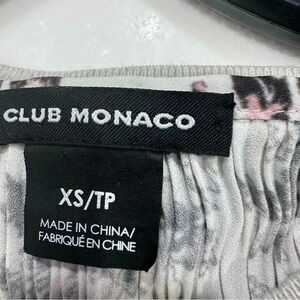 CLUB MONACO
XS/TP
MADE IN CHINA/
FABRIQUÉ EN CHINE